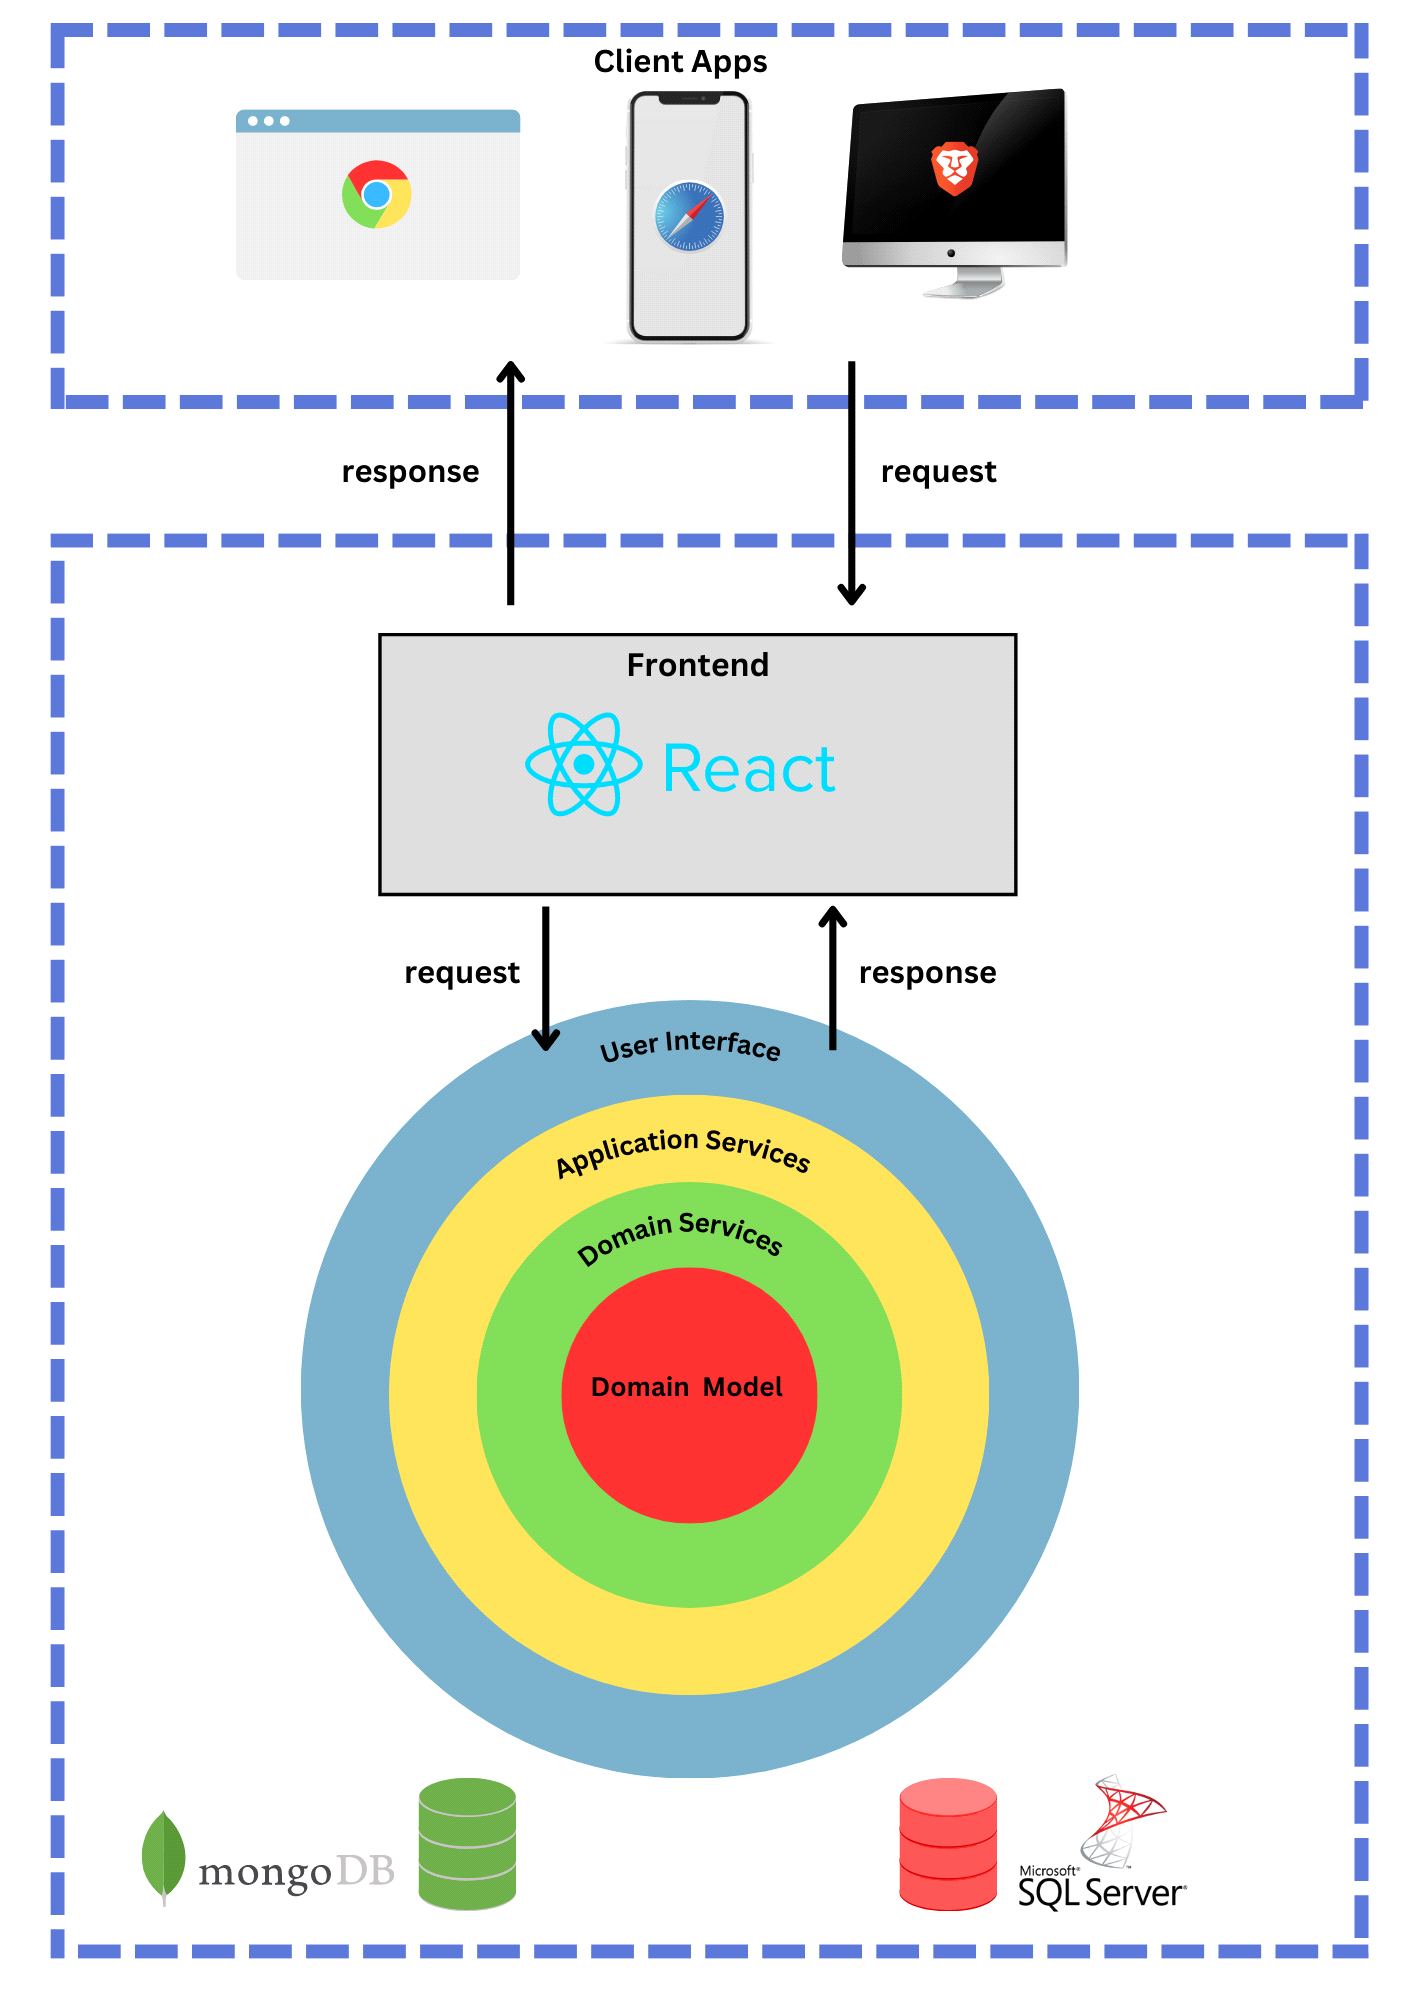 Client Apps
response
request
Frontend
React
request
response
User Interface
Application Services
Domain Services
Domain Model
mongoDB
Microsoft®
SQL Server®
™